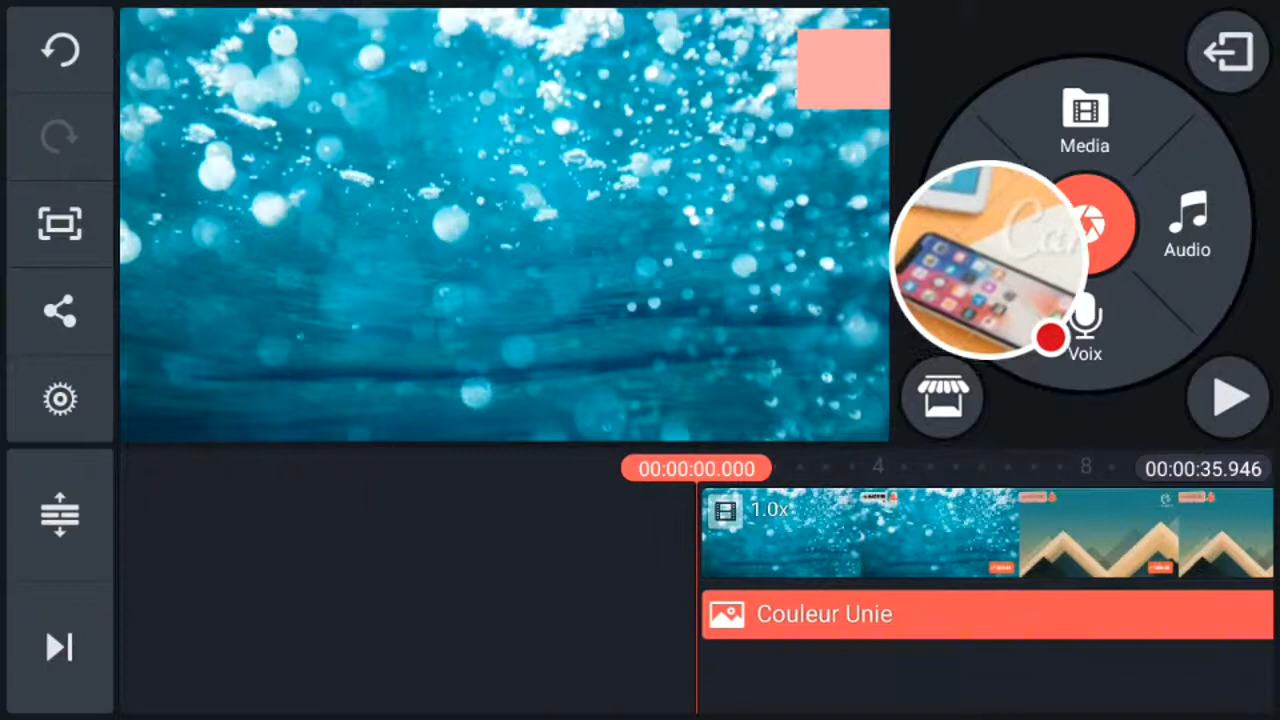 Media
Audio
Voix
00:00:00.000
4
8
00:00:35.946
1.0x
Couleur Unie